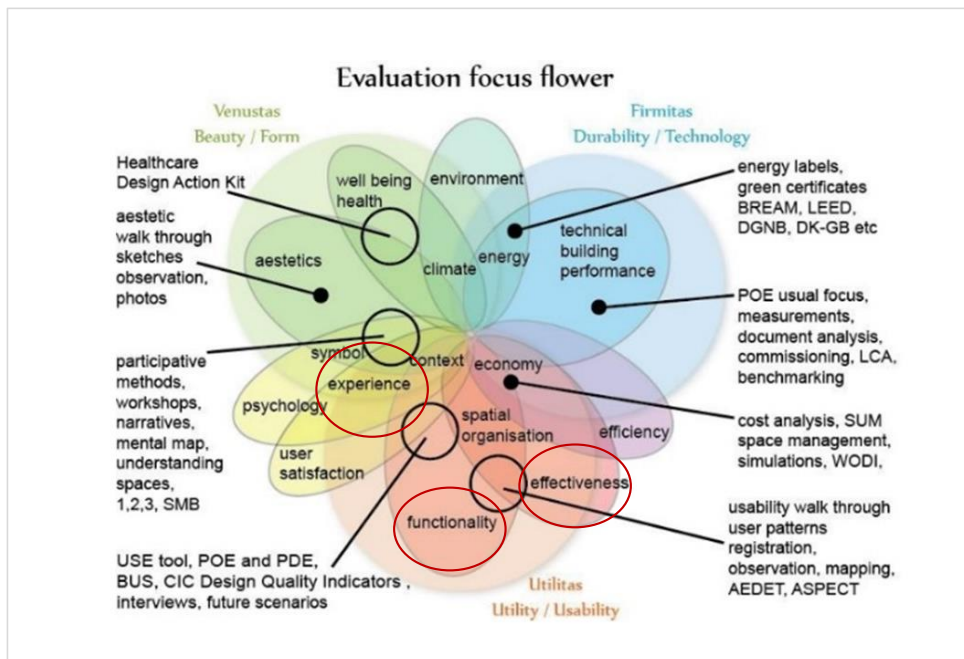 Evaluation focus flower
Venustas
Beauty / Form
Firmitas
Durability / Technology
Healthcare
Design Action Kit
aestetic
walk through
sketches
observation,
photos
participative
methods,
workshops,
narratives,
mental map,
understanding
spaces,
1,2,3, SMB
USE tool, POE and PDE,
BUS, CIC Design Quality Indicators ,
interviews, future scenarios
well being
health
environment
aestetics
climate
energy
technical
building
performance
symbol
context
experience
psychology
user
satisfaction
economy
spatial
organisation
efficiency
effectiveness
functionality
energy labels,
green certificates
BREAM, LEED,
DGNB, DK-GB etc
POE usual focus,
measurements,
document analysis,
commissioning, LCA,
benchmarking
cost analysis, SUM
space management,
simulations, WODI,
usability walk through
user patterns
registration,
observation, mapping,
AEDET, ASPECT
Utilitas
Utility / Usability